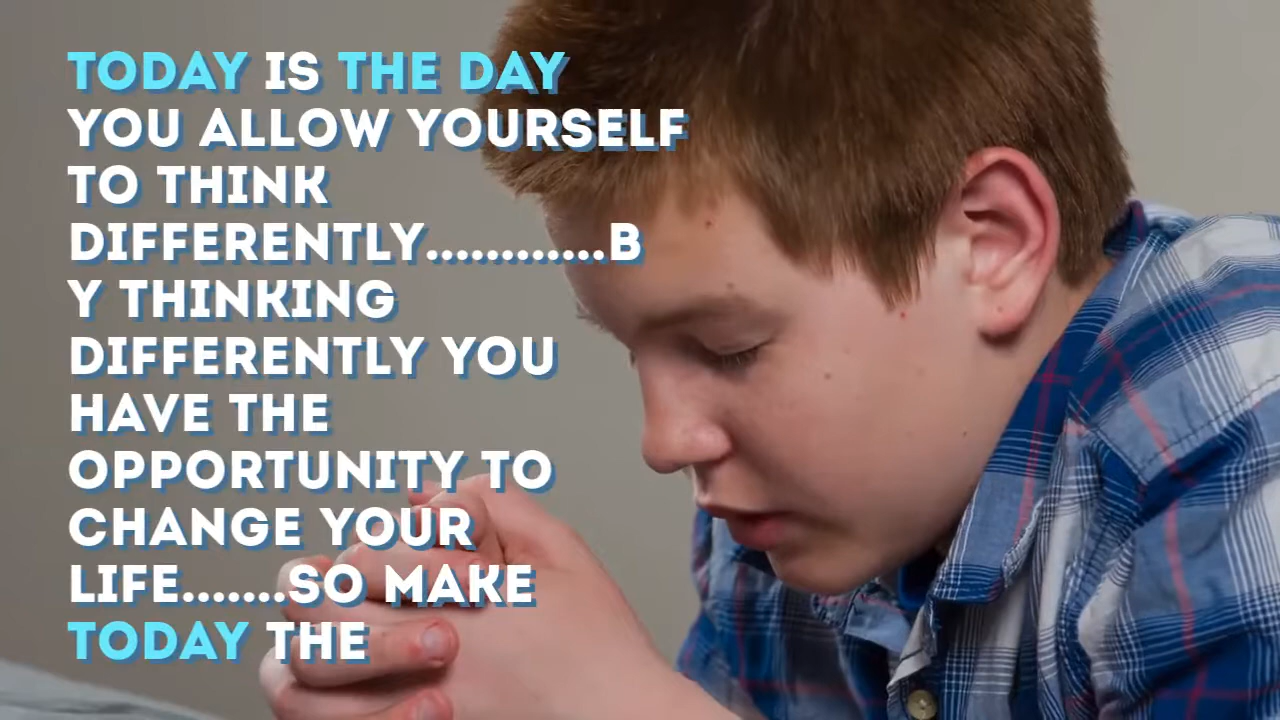 TODAY IS THE DAY
YOU ALLOW YOURSELF
TO THINK
DIFFERENTLY............B
Y THINKING
DIFFERENTLY YOU
HAVE THE
OPPORTUNITY TO
CHANGE YOUR
LIFE.......SO MAKE
TODAY THE